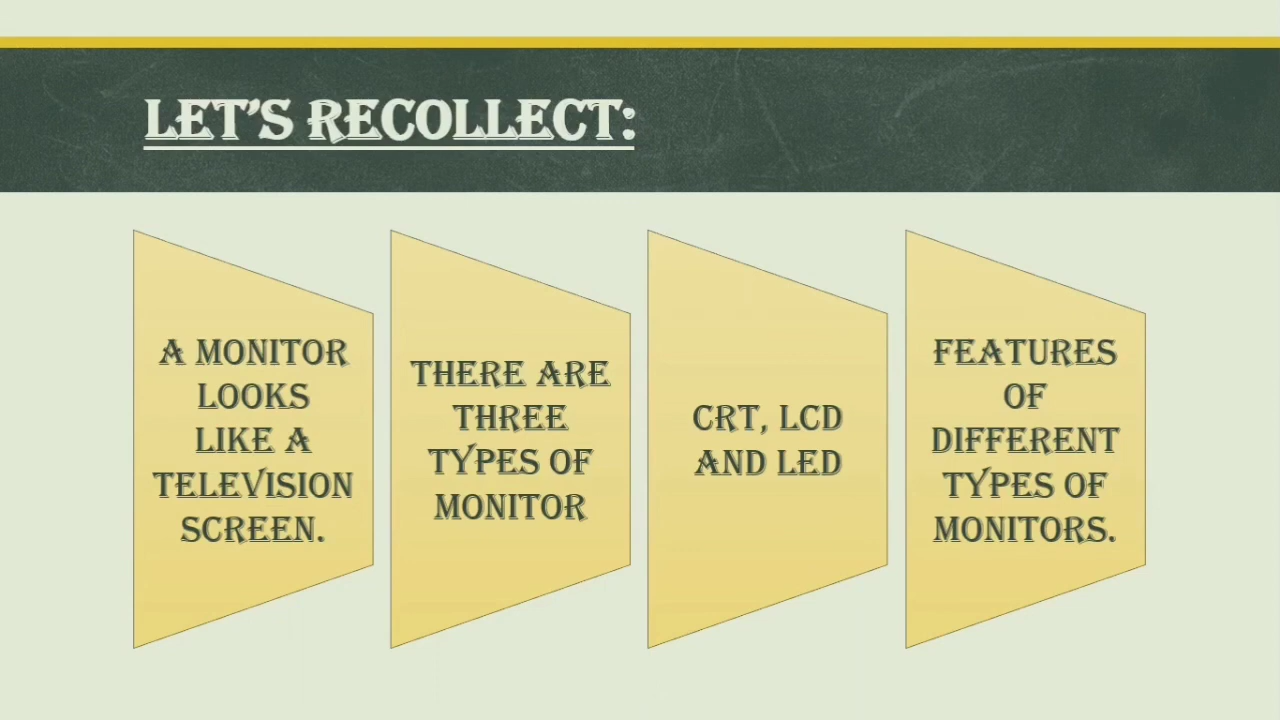 LET'S RECOLLECT:
A MONITOR
LOOKS
LIKE A
TELEVISION
SCREEN.
THERE ARE
THREE
TYPES OF
MONITOR
CRT, LCD
AND LED
FEATURES
OF
DIFFERENT
TYPES OF
MONITORS.